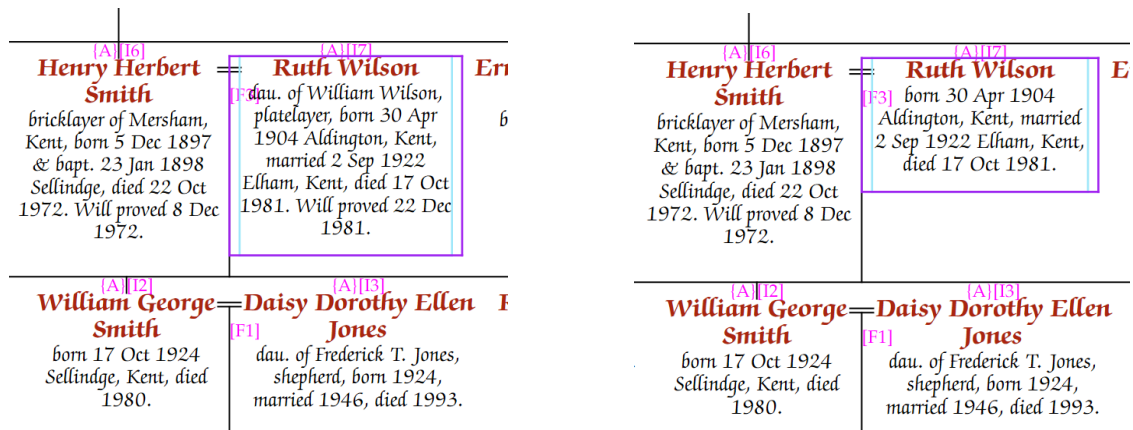 {A}[I6]
Henry Herbert
Smith
bricklayer of Mersham,
Kent, born 5 Dec 1897
& bapt. 23 Jan 1898
Sellindge, died 22 Oct
1972. Will proved 8 Dec
1972.
{A}[I7]
Ruth Wilson
[F3]
dau. of William Wilson,
platelayer, born 30 Apr
1904 Aldington, Kent,
married 2 Sep 1922
Elham, Kent, died 17 Oct
1981. Will proved 22 Dec
1981.
Ern
b
{A}[I2]
William George
Smith
born 17 Oct 1924
Sellindge, Kent, died
1980.
[F1]
{A}[I3]
Daisy Dorothy Ellen
Jones
dau. of Frederick T. Jones,
shepherd, born 1924,
married 1946, died 1993.
{A}[I6]
Henry Herbert
Smith
bricklayer of Mersham,
Kent, born 5 Dec 1897
& bapt. 23 Jan 1898
Sellindge, died 22 Oct
1972. Will proved 8 Dec
1972.
{A}[I7]
Ruth Wilson
[F3]
born 30 Apr 1904
Aldington, Kent, married
2 Sep 1922 Elham, Kent,
died 17 Oct 1981.
E
{A}[I2]
William George
Smith
born 17 Oct 1924
Sellindge, Kent, died
1980.
[F1]
{A}[I3]
Daisy Dorothy Ellen
Jones
dau. of Frederick T. Jones,
shepherd, born 1924,
married 1946, died 1993.